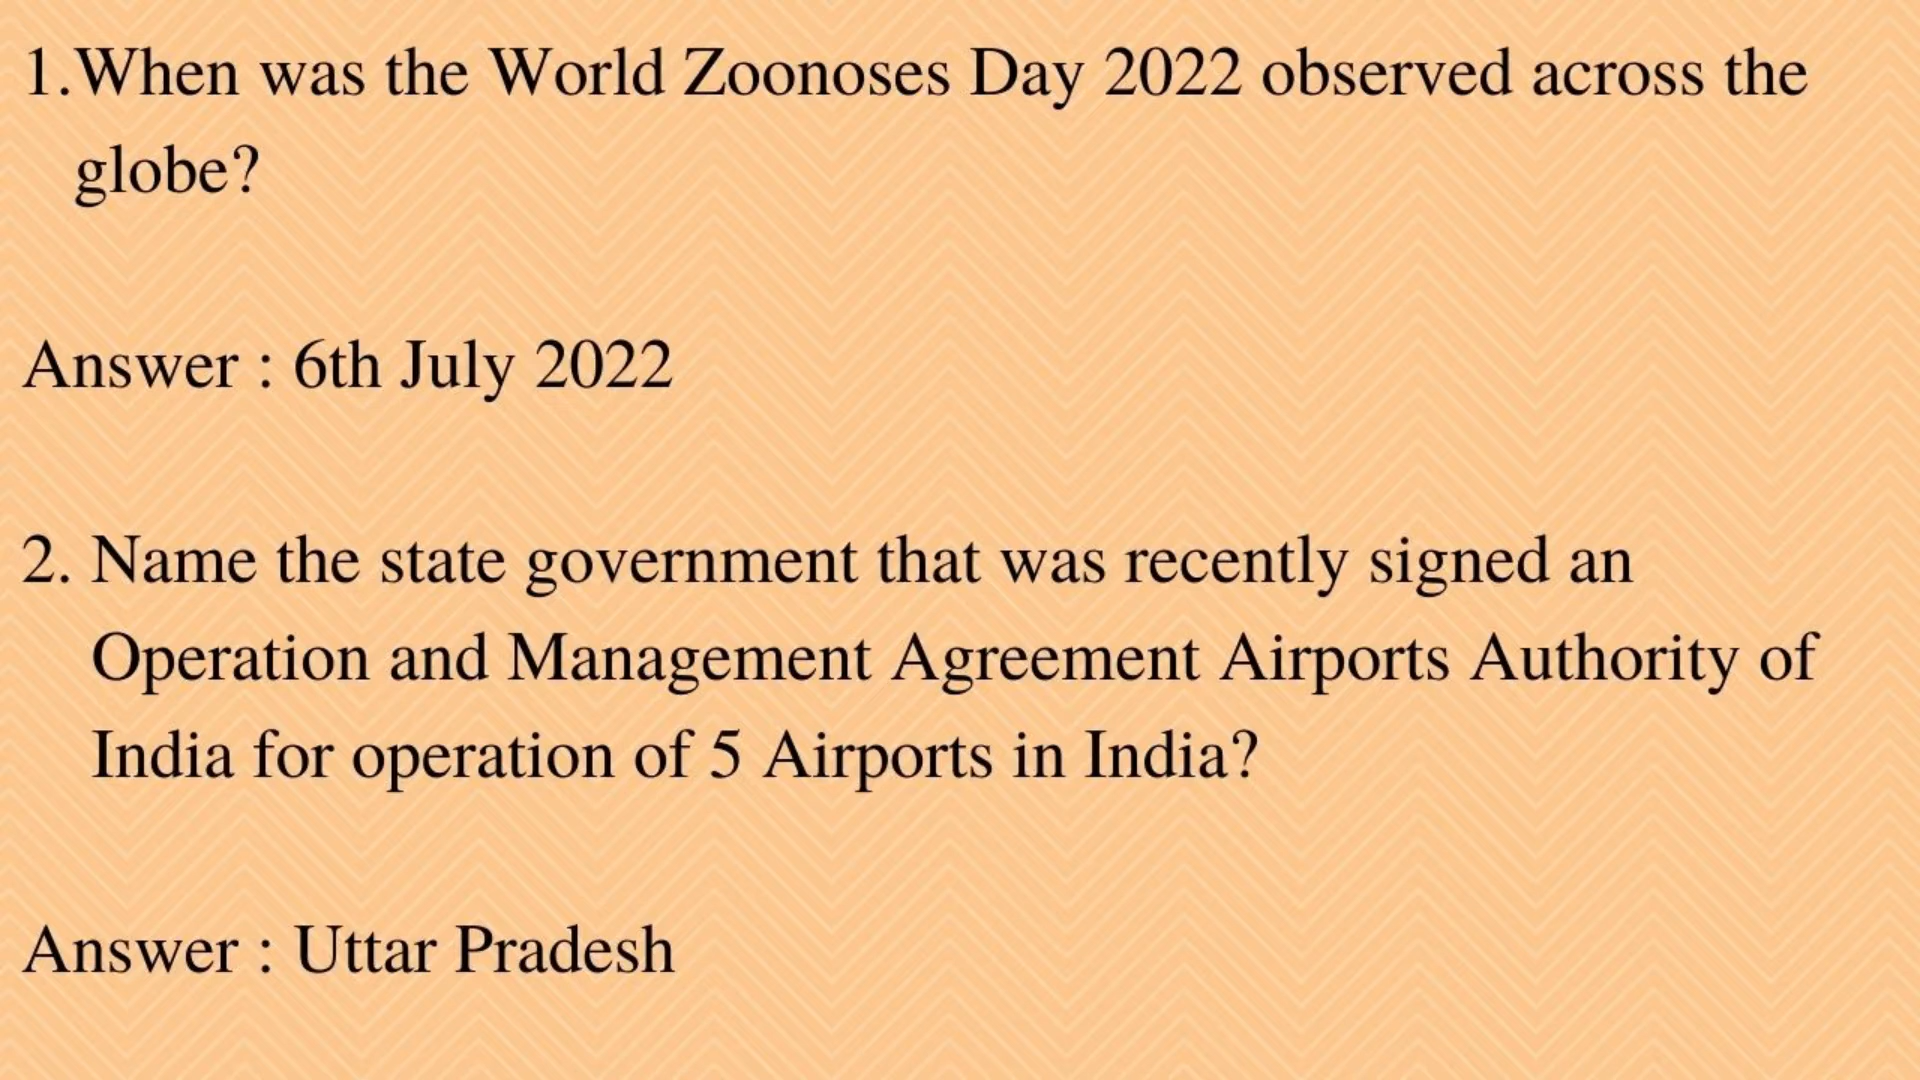 1.When was the World Zoonoses Day 2022 observed across the
globe?
Answer : 6th July 2022
2. Name the state government that was recently signed an
Operation and Management Agreement Airports Authority of
India for operation of 5 Airports in India?
Answer : Uttar Pradesh